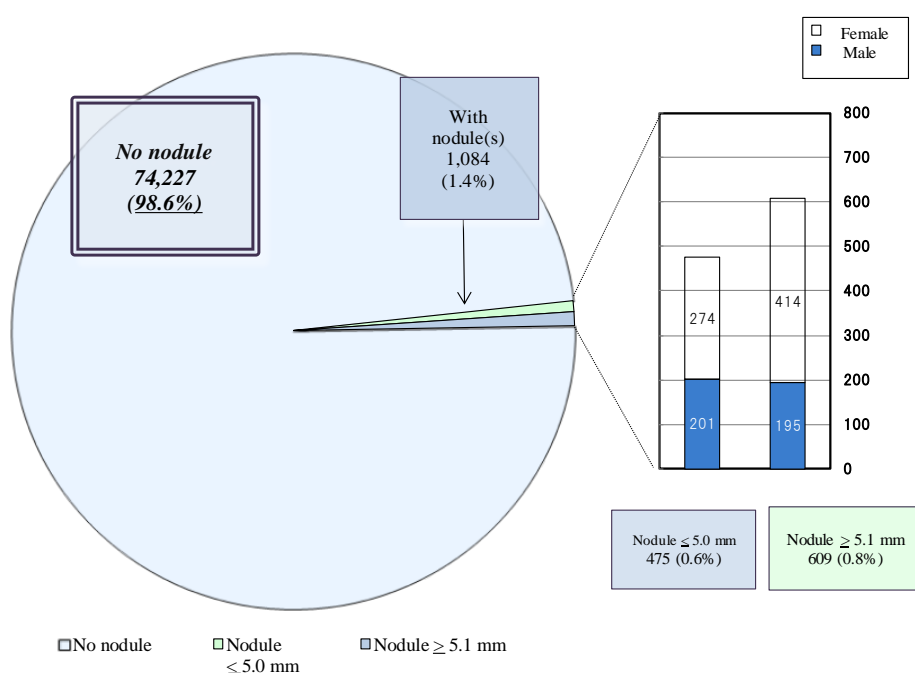 Female
Male
No nodule
74,227
(98.6%)
With
nodule(s)
1,084
(1.4%)
800
700
600
500
400
300
200
100
0
274
414
201
195
Nodule ≤ 5.0 mm
475 (0.6%)
Nodule ≥ 5.1 mm
609 (0.8%)
No nodule
Nodule
≤ 5.0 mm
Nodule ≥ 5.1 mm